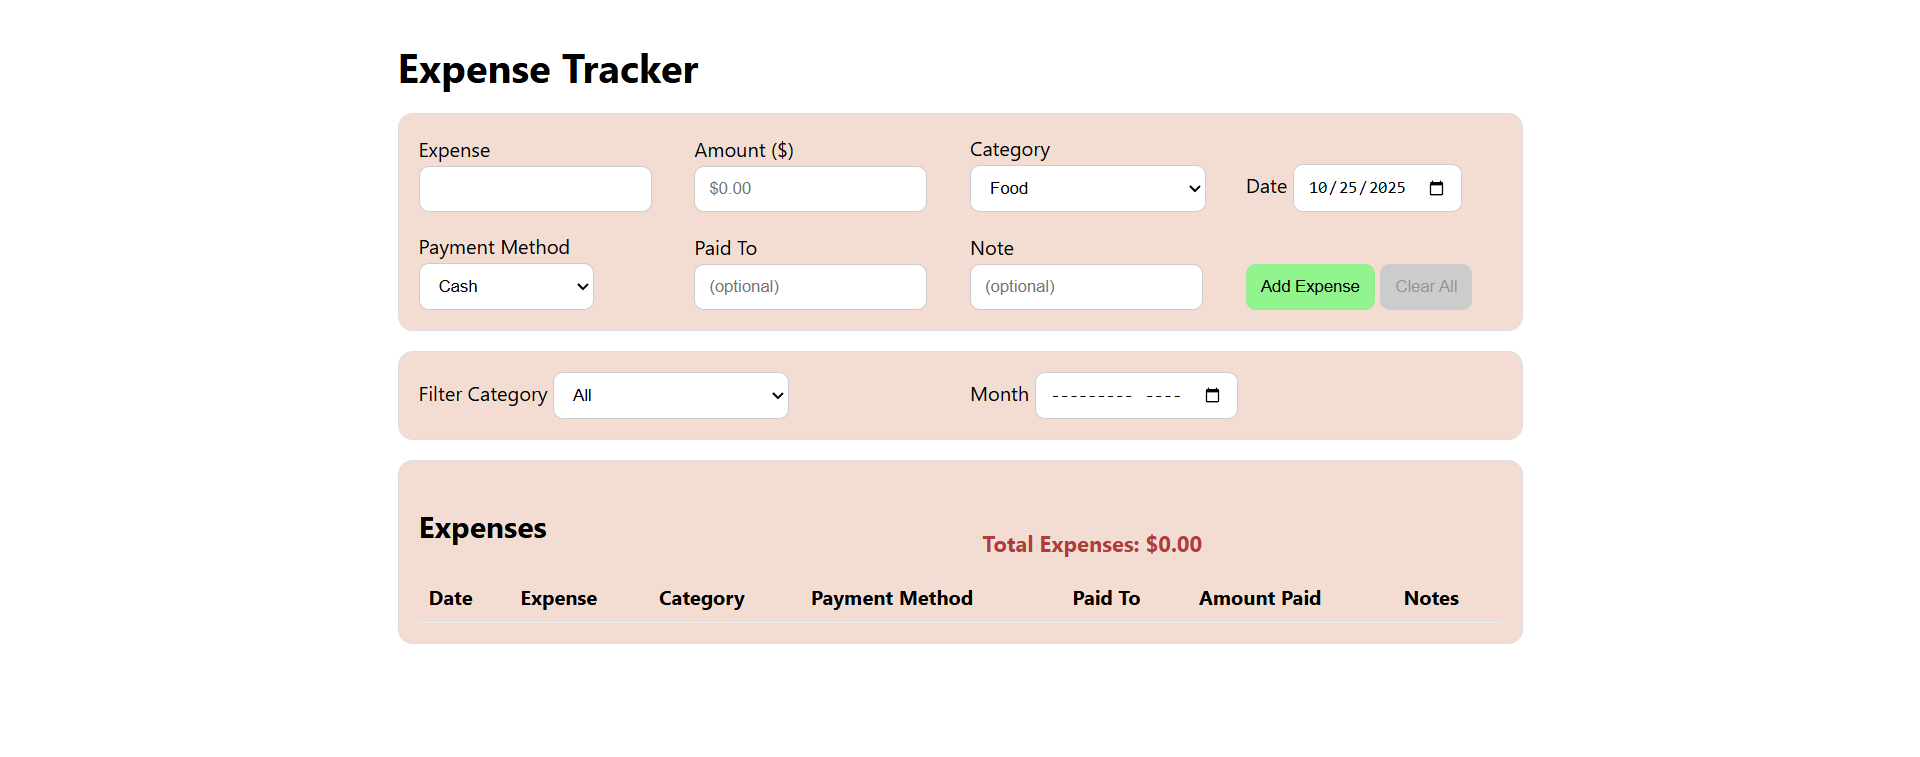 Expense Tracker
Expense Amount ($) Category
$0.00 Food Date 10/25/2025
Payment Method Paid To Note
Cash (optional) (optional) Add Expense Clear All
Filter Category All Month --------- ----
Expenses
Total Expenses: $0.00
Date Expense Category Payment Method Paid To Amount Paid Notes